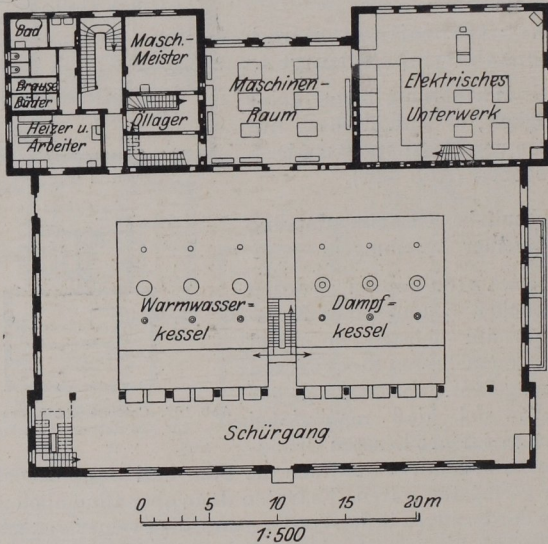 Bad
Brause
Bäder
Heizer u.
Arbeiter
Masch.-
Meister
Öllager
Maschinen-
Raum
Elektrisches
Unterwerk
Warmwasser=
kessel
Dampf=
kessel
Schürgang
0 5 10 15 20m
1:500